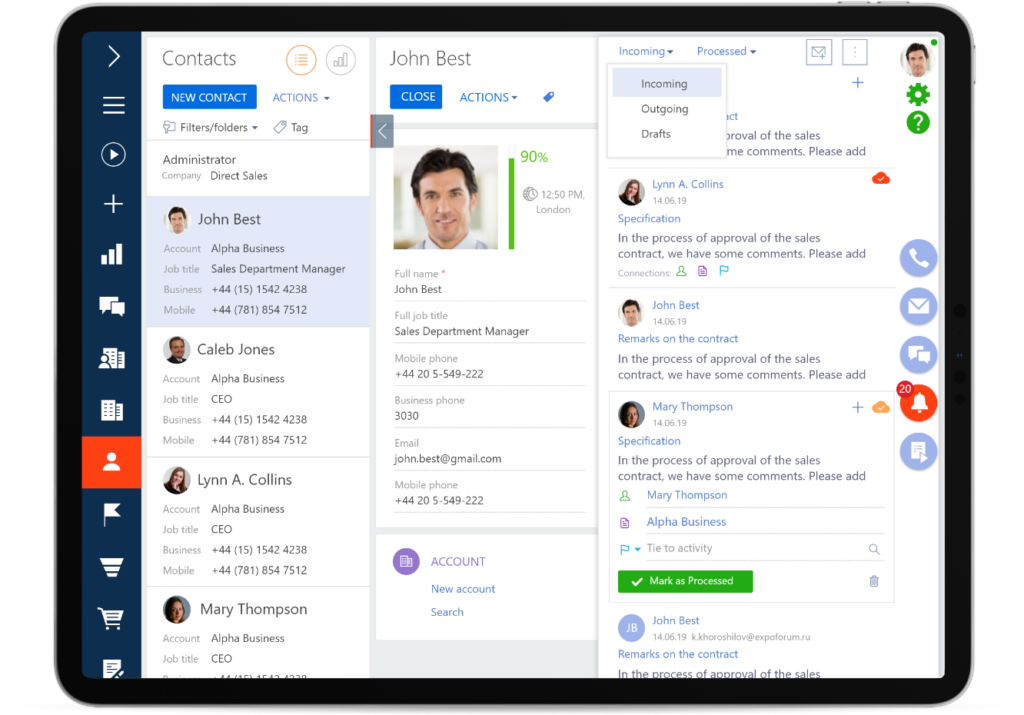 Contacts
NEW CONTACT
ACTIONS
Filters/folders
Tag
Administrator
Company Direct Sales
John Best
Account Alpha Business
Job title Sales Department Manager
Business +44 (15) 1542 4238
Mobile +44 (781) 854 7512
Caleb Jones
Account Alpha Business
Job title CEO
Business +44 (15) 1542 4238
Mobile +44 (781) 854 7512
Lynn A. Collins
Account Alpha Business
Job title CEO
Business +44 (15) 1542 4238
Mobile +44 (781) 854 7512
Mary Thompson
Account Alpha Business
Job title CEO
John Best
CLOSE
ACTIONS
90%
12:50 PM,
London
Full name *
John Best
Full job title
Sales Department Manager
Mobile phone
+44 20 5-549-222
Business phone
3030
Email
john.best@gmail.com
Mobile phone
+44 20 5-549-222
ACCOUNT
New account
Search
Incoming
Processed
Incoming
Outgoing
Drafts
approval of the sales
me comments. Please add
Lynn A. Collins
14.06.19
Specification
In the process of approval of the sales
contract, we have some comments. Please add
Connections:
John Best
14.06.19
Remarks on the contract
In the process of approval of the sales
contract, we have some comments. Please add
Mary Thompson
14.06.19
Specification
In the process of approval of the sales
contract, we have some comments. Please add
Mary Thompson
Alpha Business
Tie to activity
Mark as Processed
JB
John Best
14.06.19 k.khoroshilov@expoforum.ru
Remarks on the contract
In the process of approval of the sales
20